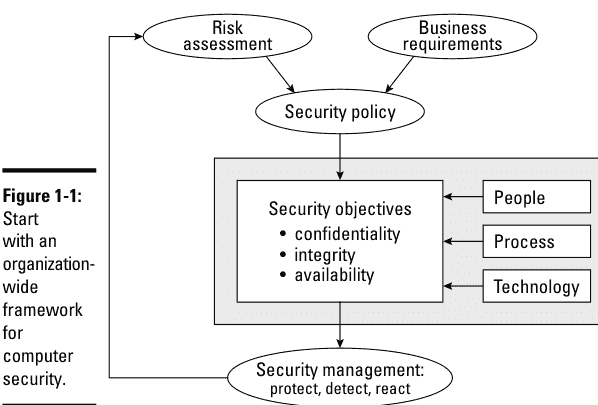 Risk
assessment
Business
requirements
Security policy
Security objectives
• confidentiality
• integrity
• availability
People
Process
Technology
Security management:
protect, detect, react
Figure 1-1:
Start
with an
organization-
wide
framework
for
computer
security.